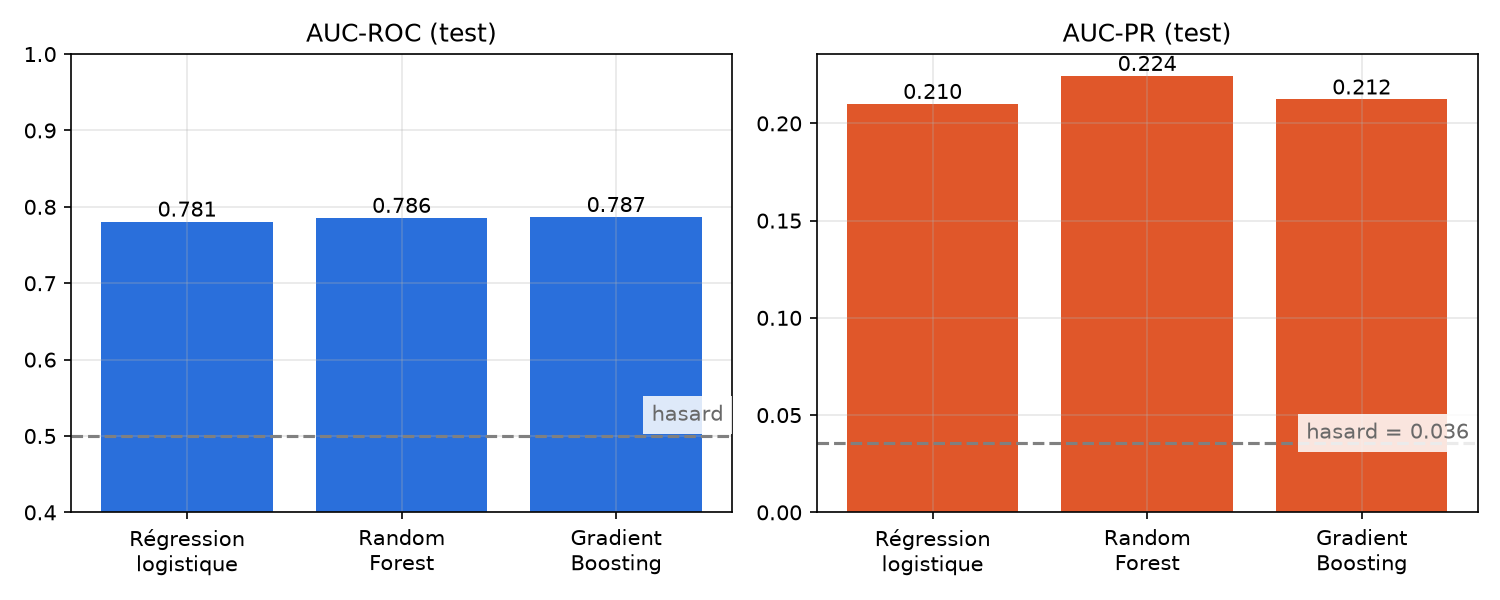 AUC-ROC (test)
1.0
0.9
0.8
0.7
0.6
0.5
0.4
0.781
0.786
0.787
hasard
Régression
logistique
Random
Forest
Gradient
Boosting
AUC-PR (test)
0.20
0.15
0.10
0.05
0.00
0.210
0.224
0.212
hasard = 0.036
Régression
logistique
Random
Forest
Gradient
Boosting